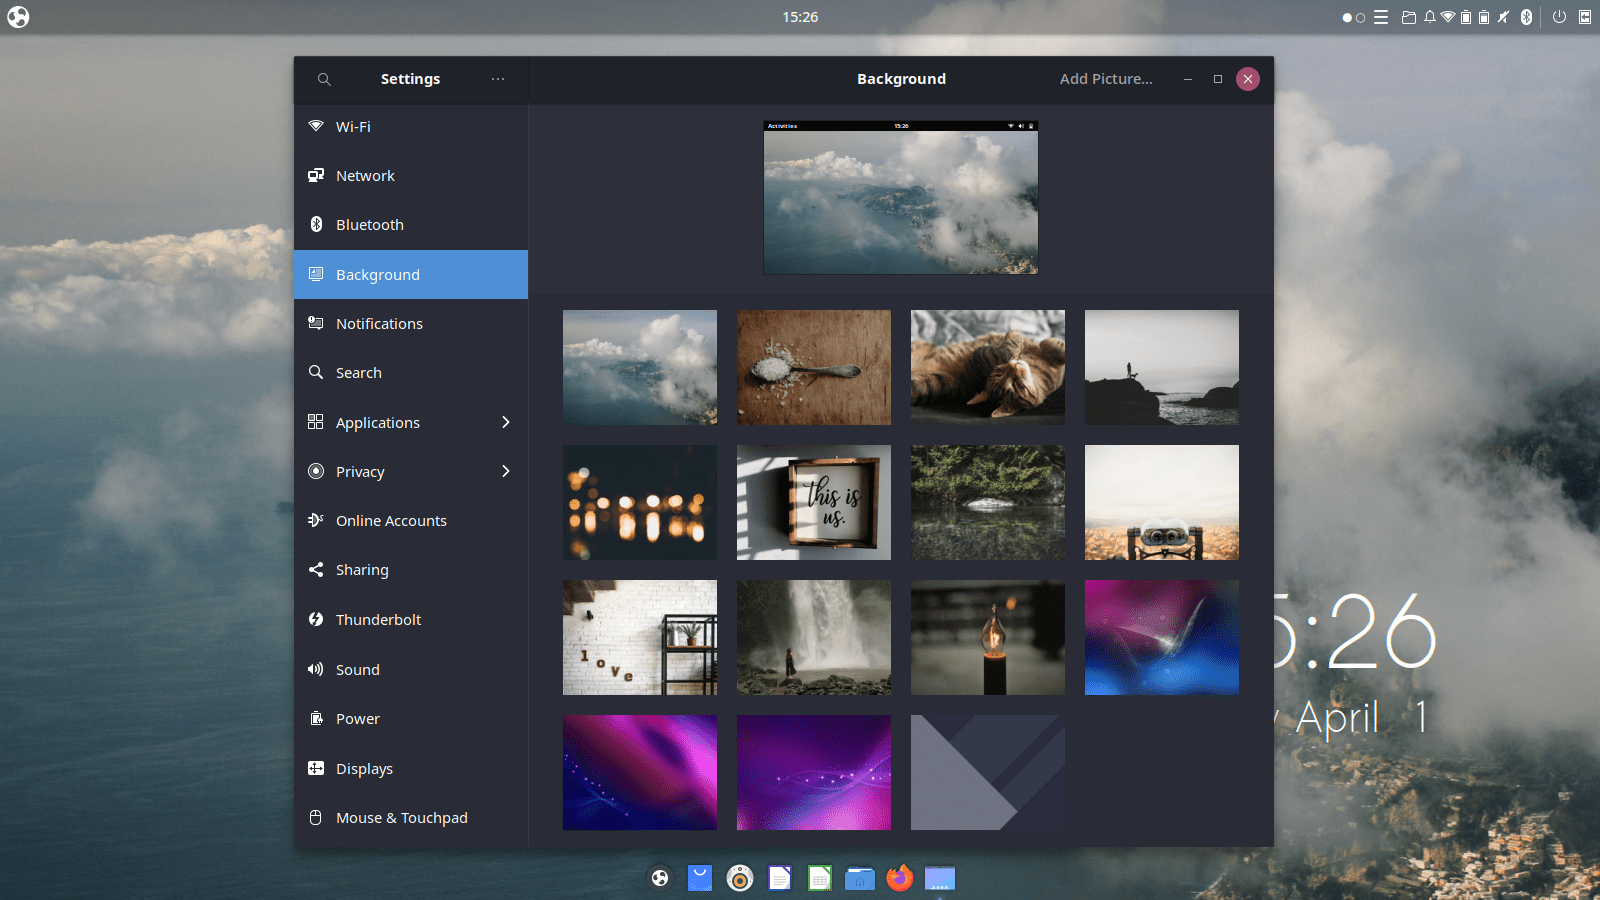 15:26
Settings
Background
Add Picture...
Activities
15:26
Wi-Fi
Network
Bluetooth
Background
Notifications
Search
Applications
Privacy
Online Accounts
Sharing
Thunderbolt
Sound
Power
Displays
Mouse & Touchpad
this is
us.
love
5:26
April 1